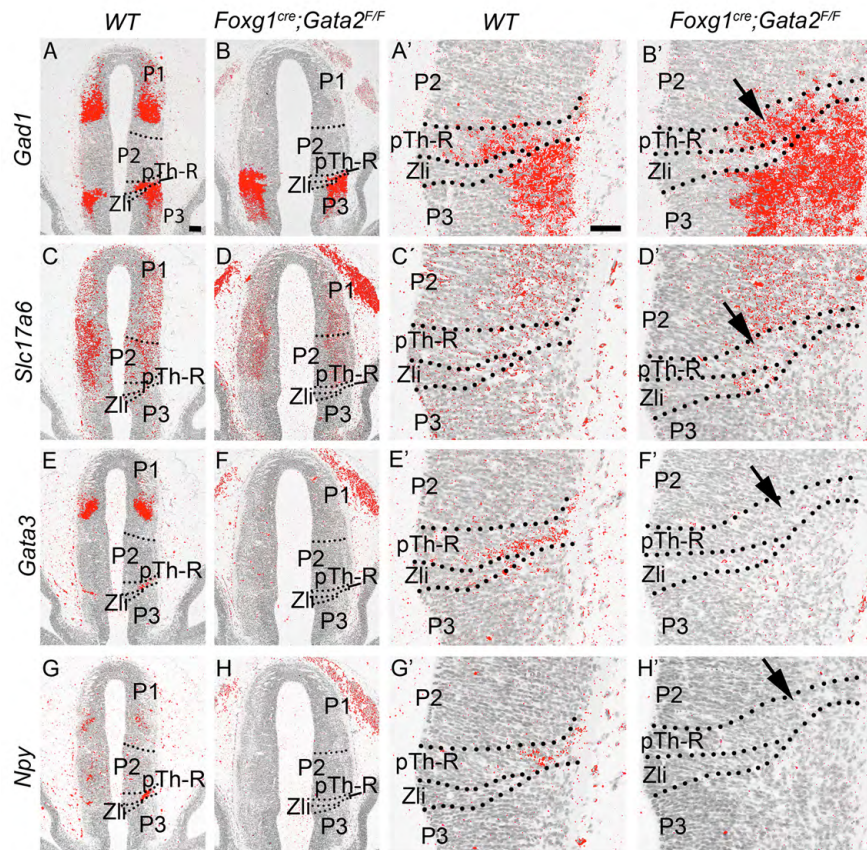 WT Foxg1cre;Gata2F/F WT Foxg1cre;Gata2F/F
Gad1
A P1 P2 pTh-R Zli P3
B P1 P2 pTh-R Zli P3
A' P2 pTh-R Zli P3
B' P2 pTh-R Zli P3
Slc17a6
C P1 P2 pTh-R Zli P3
D P1 P2 pTh-R Zli P3
C' P2 pTh-R Zli P3
D' P2 pTh-R Zli P3
Gata3
E P1 P2 pTh-R Zli P3
F P1 P2 pTh-R Zli P3
E' P2 pTh-R Zli P3
F' P2 pTh-R Zli P3
Npy
G P1 P2 pTh-R Zli P3
H P1 P2 pTh-R Zli P3
G' P2 pTh-R Zli P3
H' P2 pTh-R Zli P3